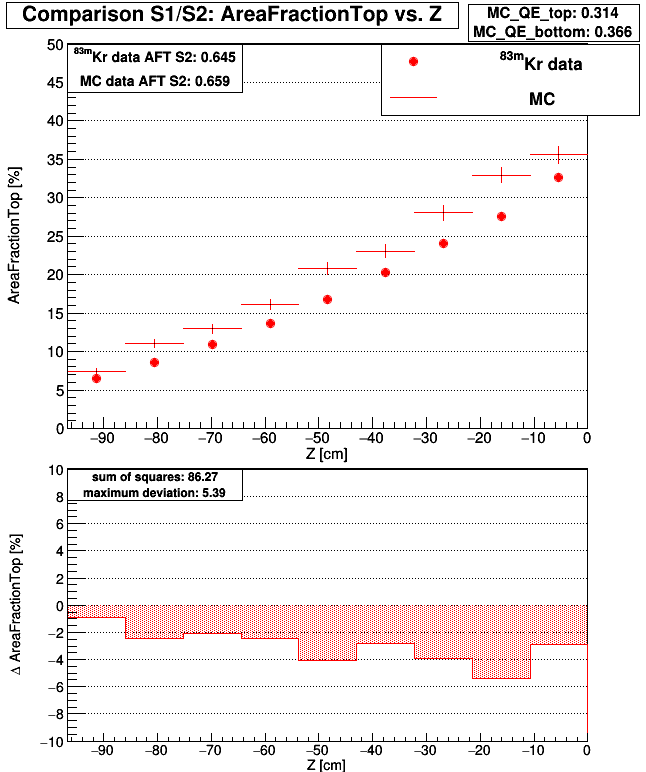 Comparison S1/S2: AreaFractionTop vs. Z
MC_QE_top: 0.314
MC_QE_bottom: 0.366
⁸³ᵐKr data AFT S2: 0.645
MC data AFT S2: 0.659
⁸³ᵐKr data
MC
AreaFractionTop [%]
50
45
40
35
30
25
20
15
10
5
0
−90 −80 −70 −60 −50 −40 −30 −20 −10 0
Z [cm]
sum of squares: 86.27
maximum deviation: 5.39
Δ AreaFractionTop [%]
10
8
6
4
2
0
−2
−4
−6
−8
−10
−90 −80 −70 −60 −50 −40 −30 −20 −10 0
Z [cm]